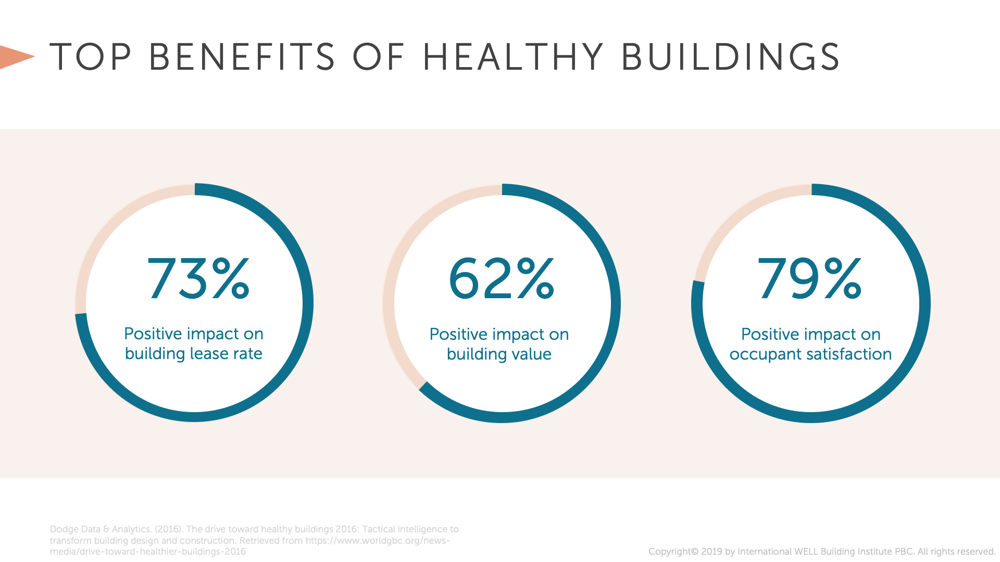 TOP BENEFITS OF HEALTHY BUILDINGS
73%
Positive impact on
building lease rate
62%
Positive impact on
building value
79%
Positive impact on
occupant satisfaction
Dodge Data & Analytics. (2016). The drive toward healthy buildings 2016: Tactical intelligence to
transform building design and construction. Retrieved from https://www.worldgbc.org/news-
media/drive-toward-healthier-buildings-2016
Copyright© 2019 by International WELL Building Institute PBC. All rights reserved.